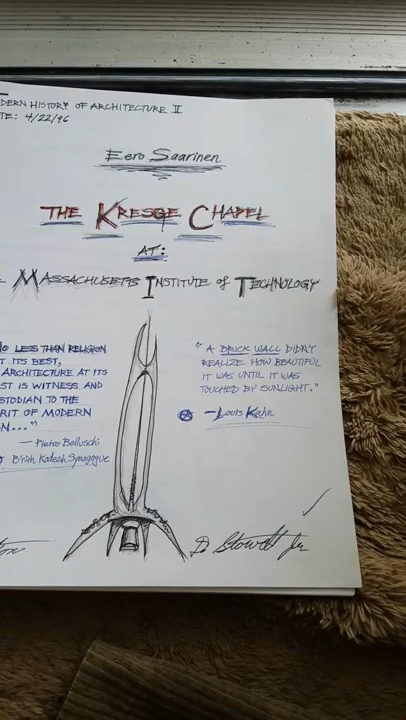 DERN HISTORY OF ARCHITECTURE II
TE: 4/22/96
Eero Saarinen
THE KRESGE CHAPEL
AT:
MASSACHUSETTS INSTITUTE of TECHNOLOGY
LESS THAN RELIGION
T ITS BEST,
ARCHITECTURE AT ITS
ST IS WITNESS AND
STODIAN TO THE
RIT OF MODERN
N..."
— Pietro Belluschi
B'rith Kodesh Synagogue
"A BRICK WALL DIDN'T
REALIZE HOW BEAUTIFUL
IT WAS UNTIL IT WAS
TOUCHED BY SUNLIGHT."
— Louis Kahn
D Stowell Jr